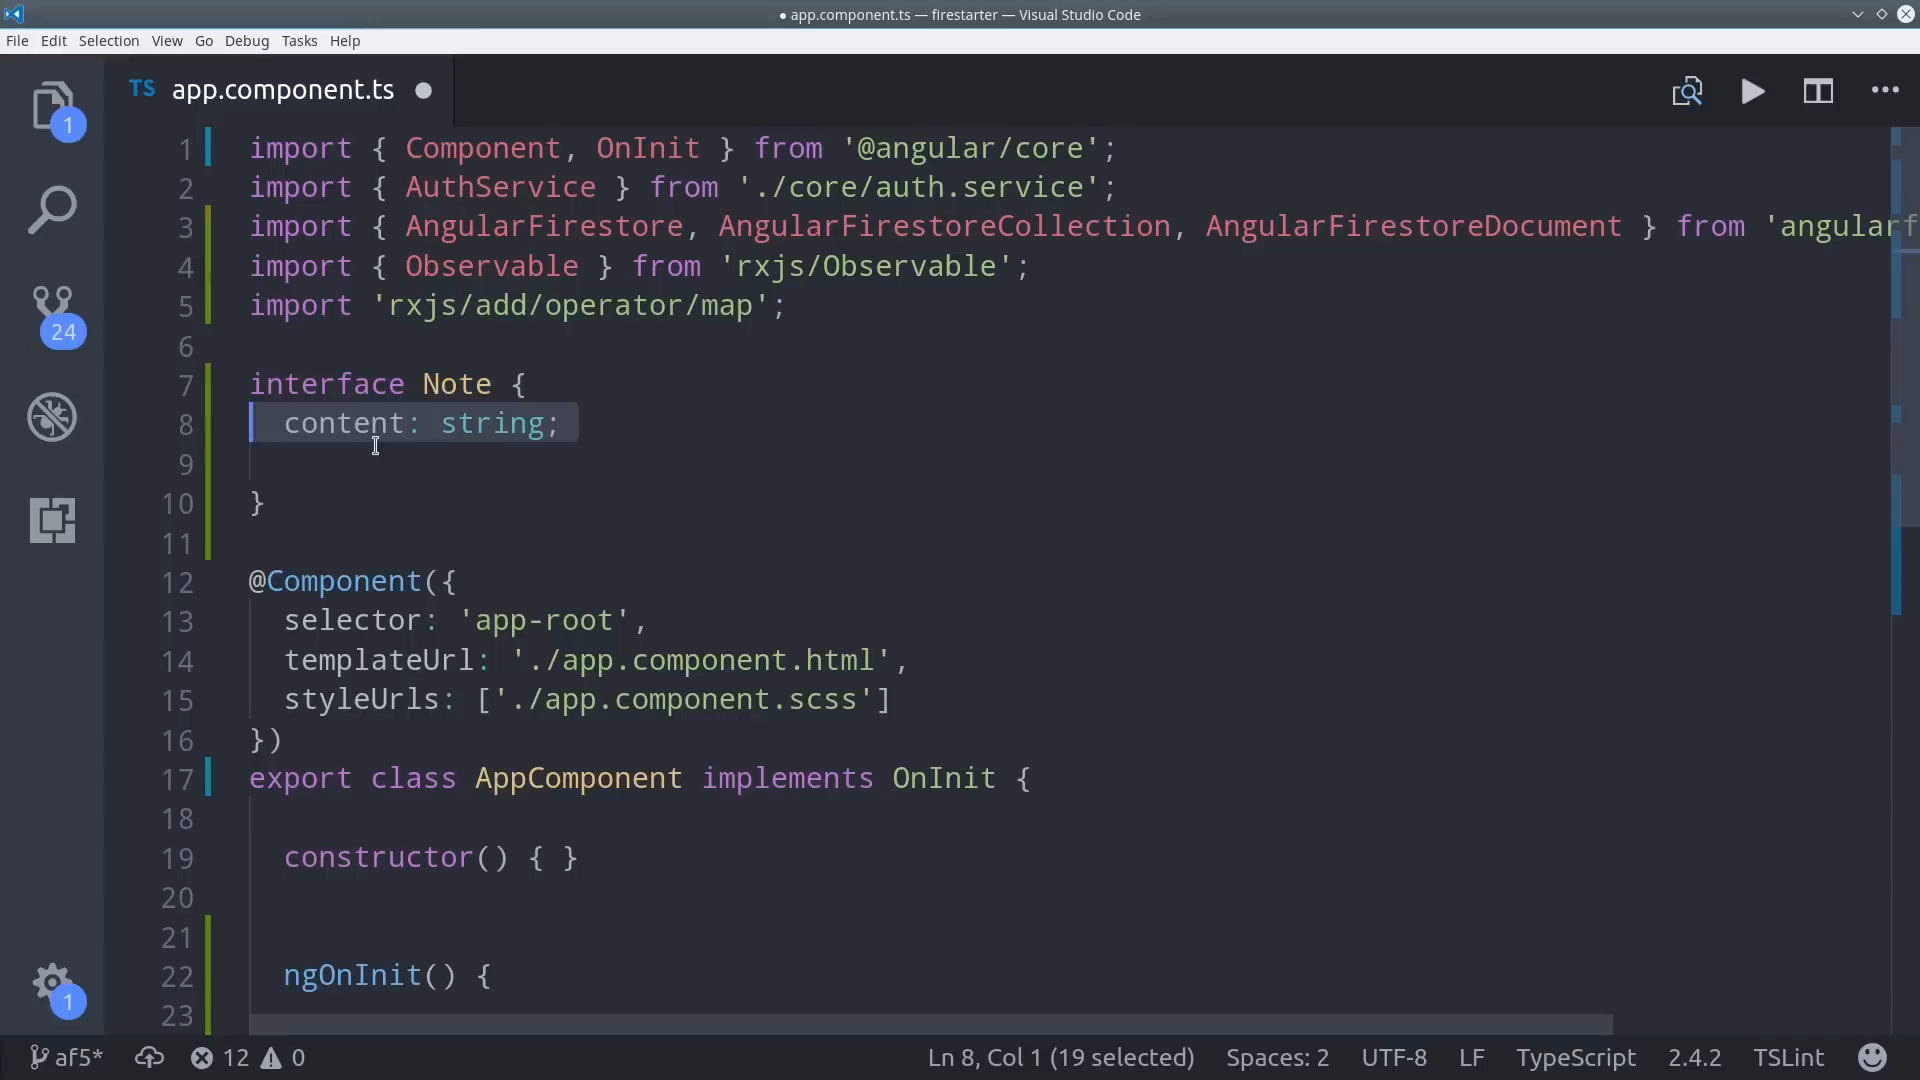 ● app.component.ts — firestarter — Visual Studio Code
File Edit Selection View Go Debug Tasks Help
TS app.component.ts ●
1 import { Component, OnInit } from '@angular/core';
2 import { AuthService } from './core/auth.service';
3 import { AngularFirestore, AngularFirestoreCollection, AngularFirestoreDocument } from 'angularf
4 import { Observable } from 'rxjs/Observable';
5 import 'rxjs/add/operator/map';
6
7 interface Note {
8 content: string;
9
10 }
11
12 @Component({
13 selector: 'app-root',
14 templateUrl: './app.component.html',
15 styleUrls: ['./app.component.scss']
16 })
17 export class AppComponent implements OnInit {
18
19 constructor() { }
20
21
22 ngOnInit() {
23
1
24
1
af5* 12 0 Ln 8, Col 1 (19 selected) Spaces: 2 UTF-8 LF TypeScript 2.4.2 TSLint